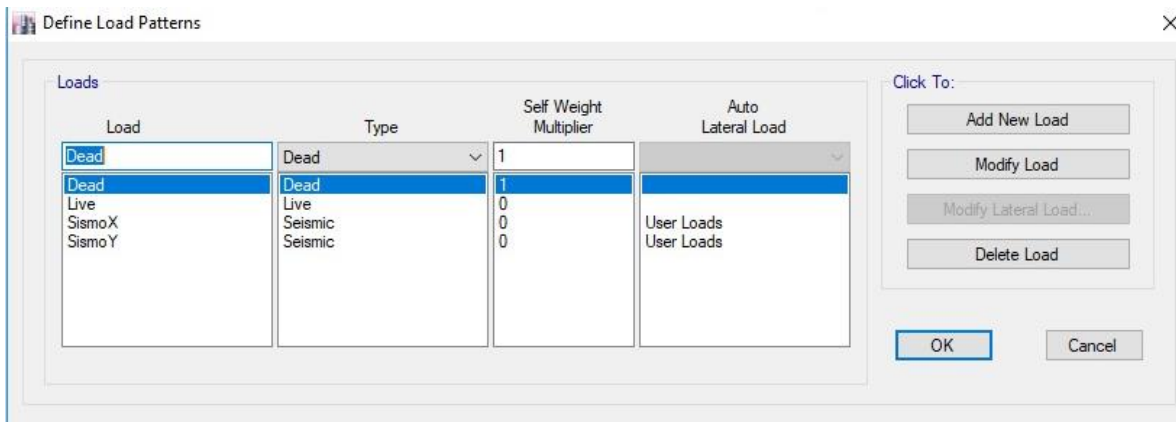 Define Load Patterns
Loads
Click To:
Load Type Self Weight Multiplier Auto Lateral Load
Dead Dead 1
Dead Dead 1
Live Live 0
SismoX Seismic 0 User Loads
SismoY Seismic 0 User Loads
Add New Load
Modify Load
Modify Lateral Load...
Delete Load
OK Cancel